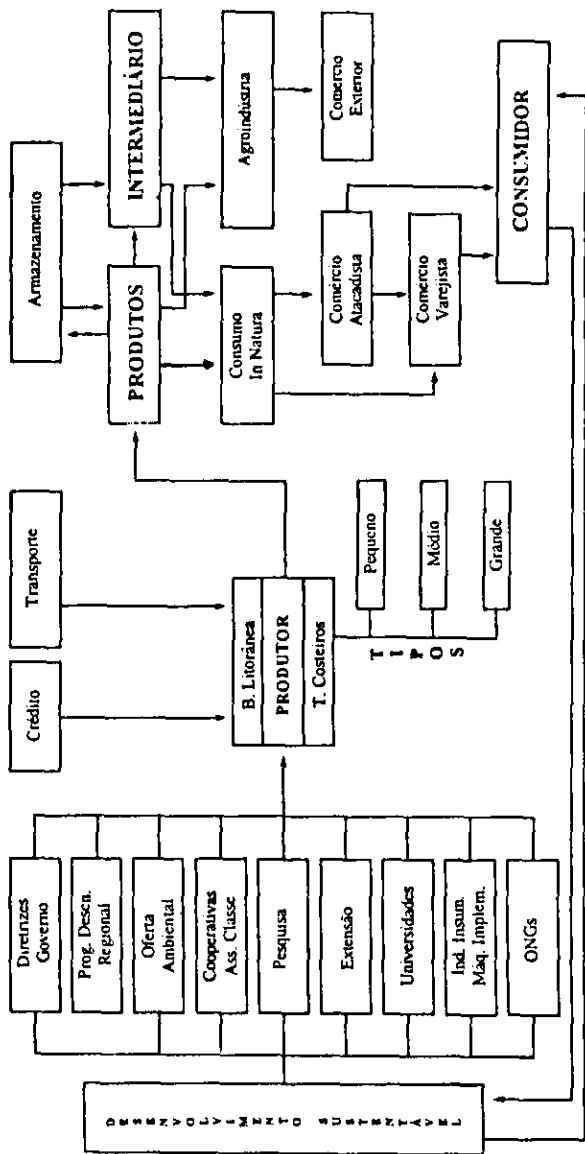 DESENVOLVIMENTO SUSTENTÁVEL
Diretrizes
Governo
Prog. Desen.
Regional
Oferta
Ambiental
Cooperativas
Ass. Classe
Pesquisa
Extensão
Universidades
Ind. Insum.
Máq. Implem.
ONGs
Crédito
Transporte
B. Litorânea
PRODUTOR
T. Costeiros
TIPOS
Pequeno
Médio
Grande
Armazenamento
PRODUTOS
INTERMEDIÁRIO
Consumo
In Natura
Agroindústria
Comércio
Atacadista
Comercio
Exterior
Comércio
Varejista
CONSUMIDOR